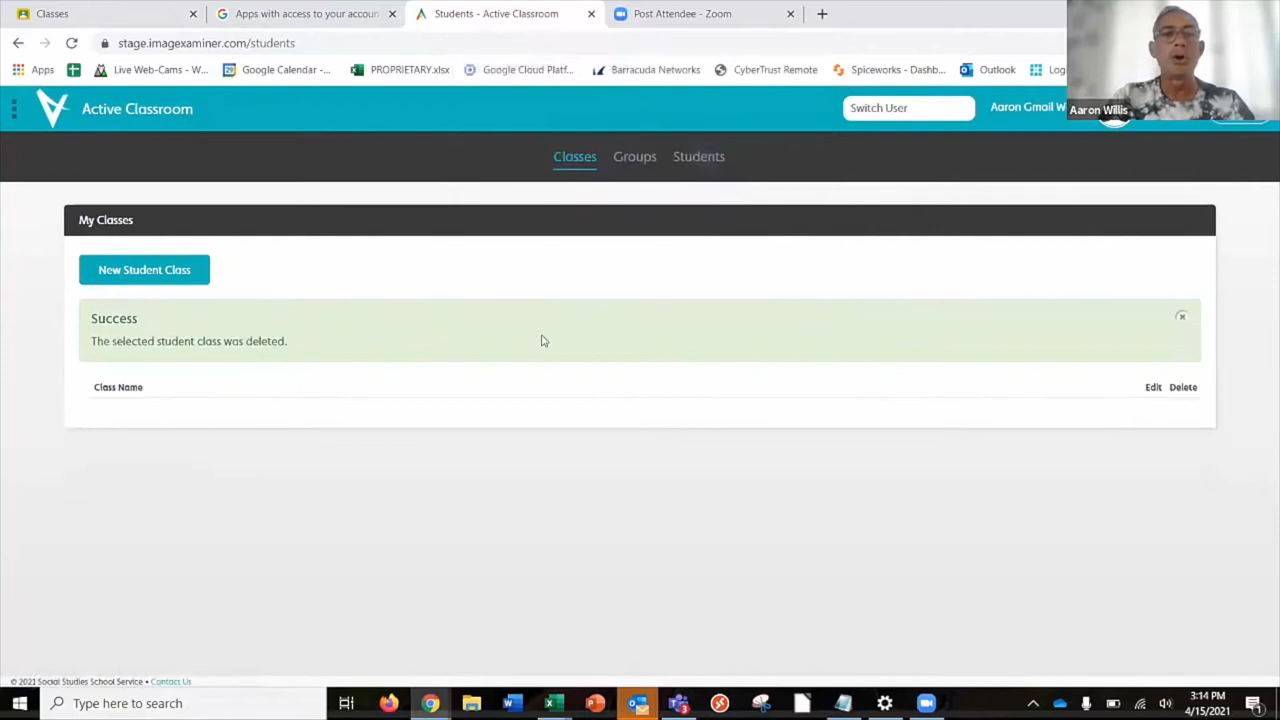 Classes
Apps with access to your accoun
Students - Active Classroom
Post Attendee - Zoom
stage.imagexaminer.com/students
Apps
Live Web-Cams - W...
Google Calendar -...
PROPRIETARY.xlsx
Google Cloud Platf...
Barracuda Networks
CyberTrust Remote
Spiceworks - Dashb...
Outlook
Log
Active Classroom
Switch User
Aaron Gmail W
Aaron Willis
Classes
Groups
Students
My Classes
New Student Class
Success
The selected student class was deleted.
Class Name
Edit
Delete
© 2021 Social Studies School Service • Contact Us
Type here to search
3:14 PM
4/15/2021